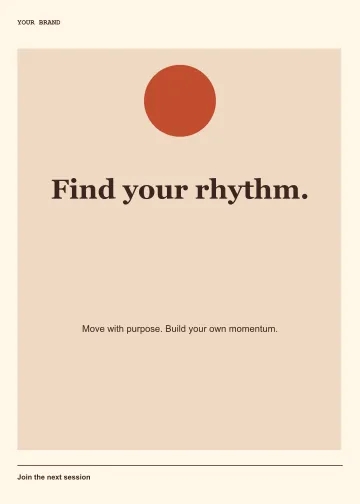 YOUR BRAND
Find your rhythm.
Move with purpose. Build your own momentum.
Join the next session